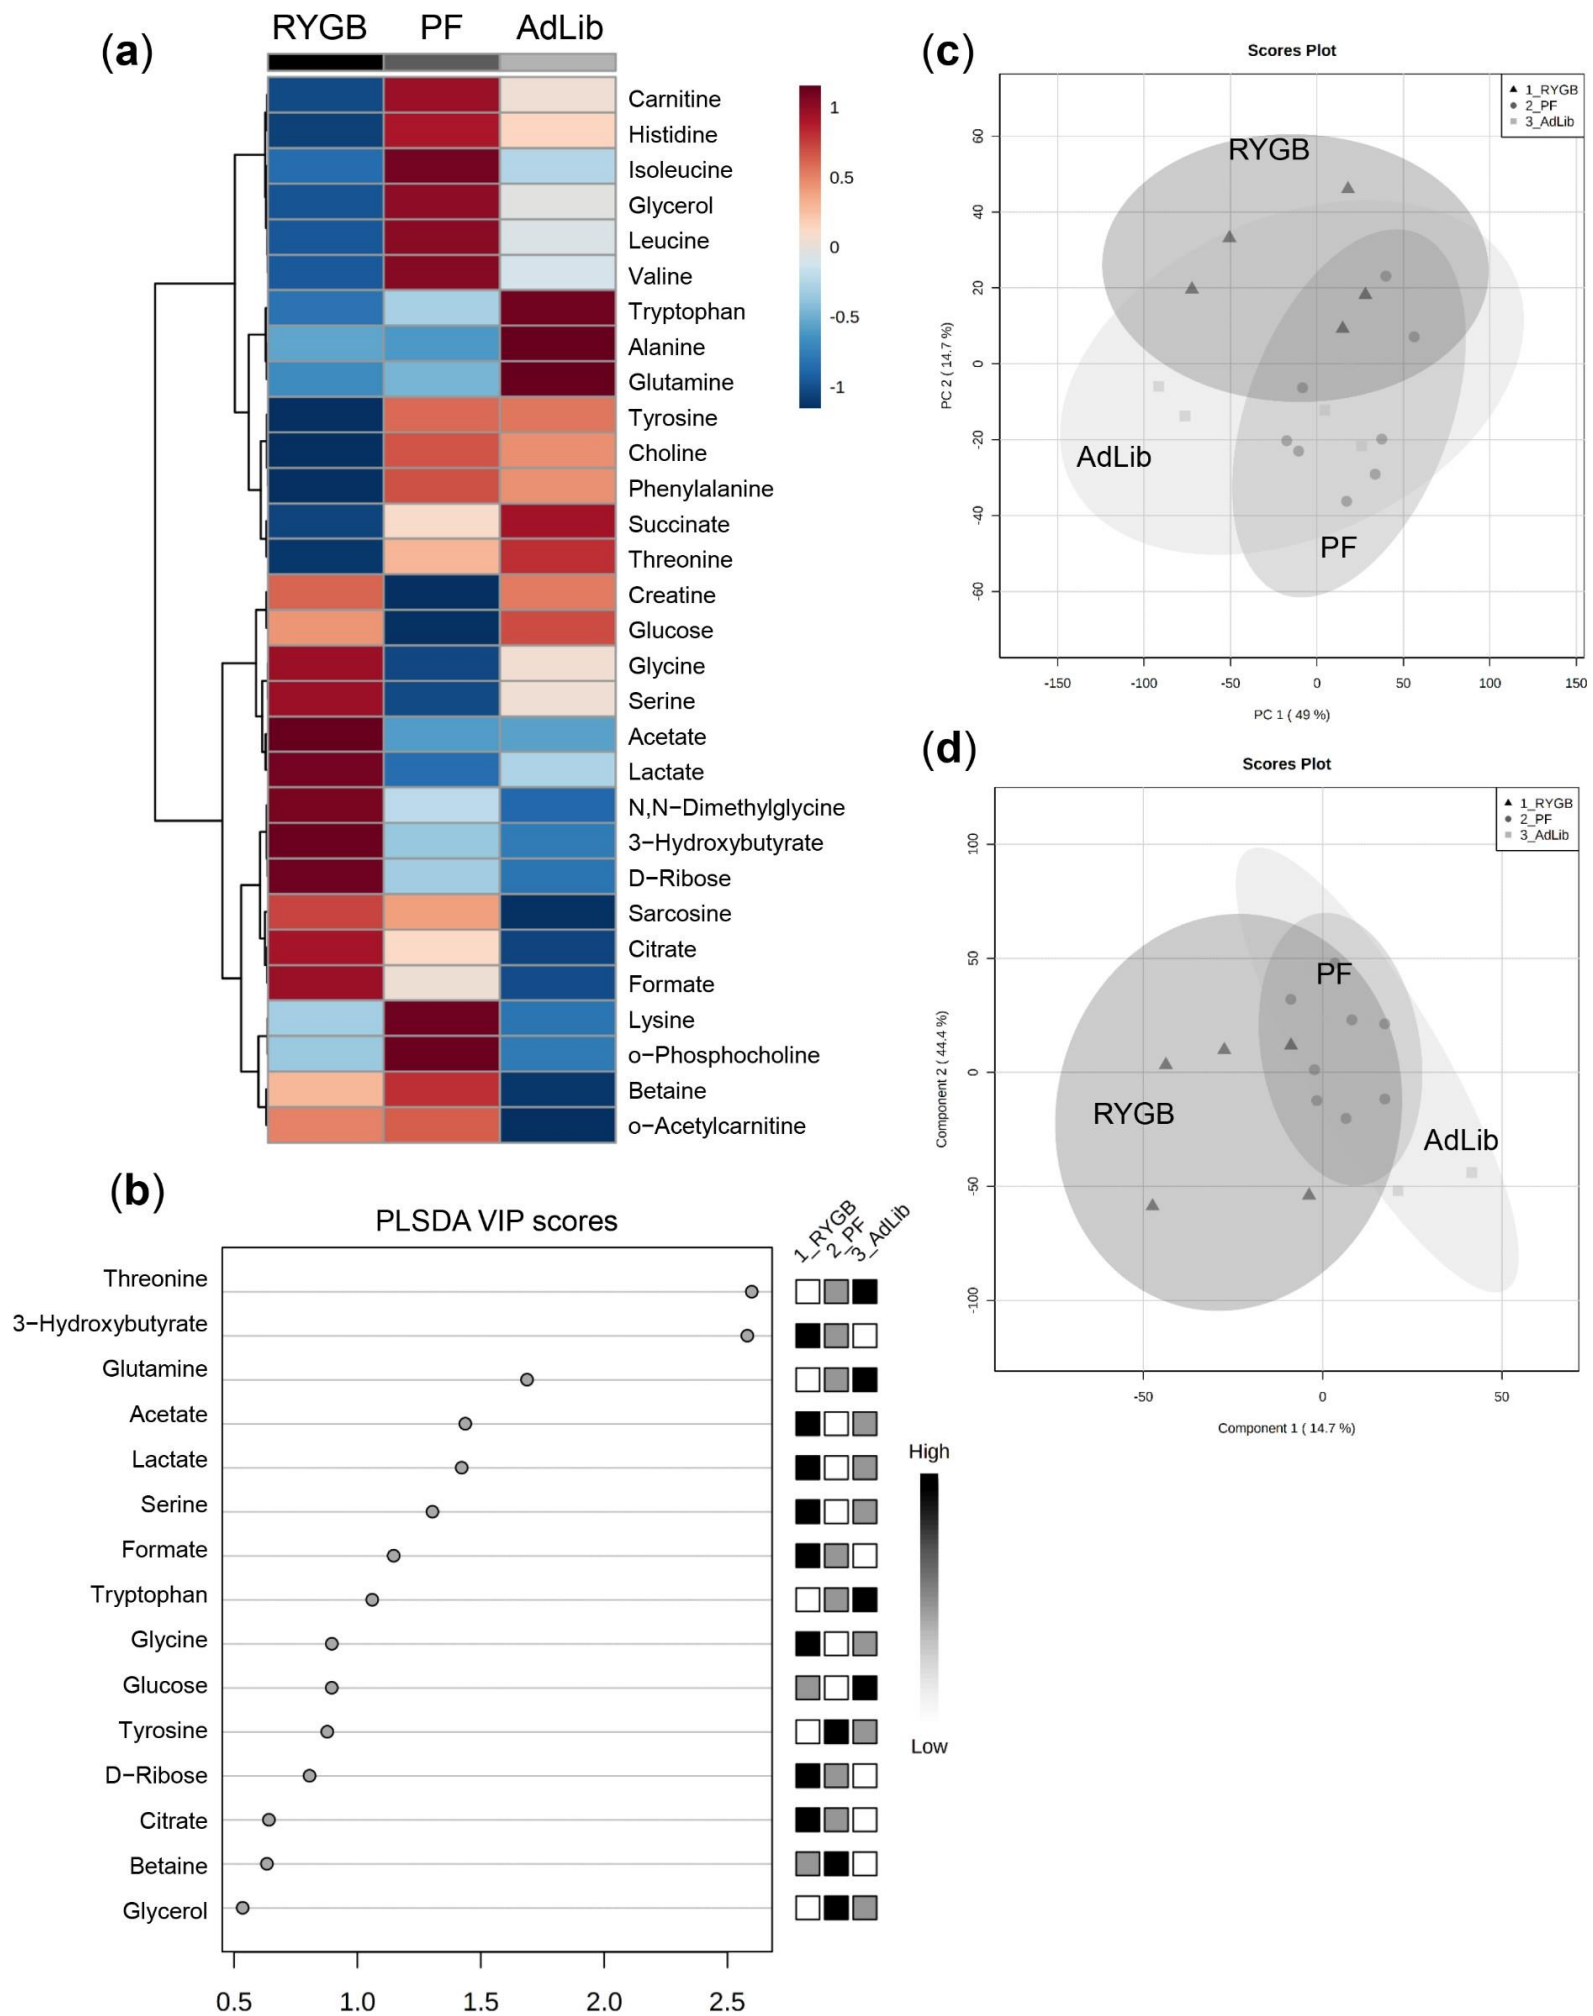 (a)
RYGB PF AdLib
Carnitine
Histidine
Isoleucine
Glycerol
Leucine
Valine
Tryptophan
Alanine
Glutamine
Tyrosine
Choline
Phenylalanine
Succinate
Threonine
Creatine
Glucose
Glycine
Serine
Acetate
Lactate
N,N−Dimethylglycine
3−Hydroxybutyrate
D−Ribose
Sarcosine
Citrate
Formate
Lysine
o−Phosphocholine
Betaine
o−Acetylcarnitine
1
0.5
0
-0.5
-1
(b)
PLSDA VIP scores
1_RYGB
2_PF
3_AdLib
Threonine
3−Hydroxybutyrate
Glutamine
Acetate
Lactate
Serine
Formate
Tryptophan
Glycine
Glucose
Tyrosine
D−Ribose
Citrate
Betaine
Glycerol
0.5 1.0 1.5 2.0 2.5
High
Low
(c)
Scores Plot
1_RYGB
2_PF
3_AdLib
RYGB
AdLib
PF
PC 2 ( 14.7 %)
60
40
20
0
-20
-40
-60
-150 -100 -50 0 50 100 150
PC 1 ( 49 %)
(d)
Scores Plot
1_RYGB
2_PF
3_AdLib
PF
RYGB
AdLib
Component 2 ( 44.4 %)
100
50
0
-50
-100
-50 0 50
Component 1 ( 14.7 %)